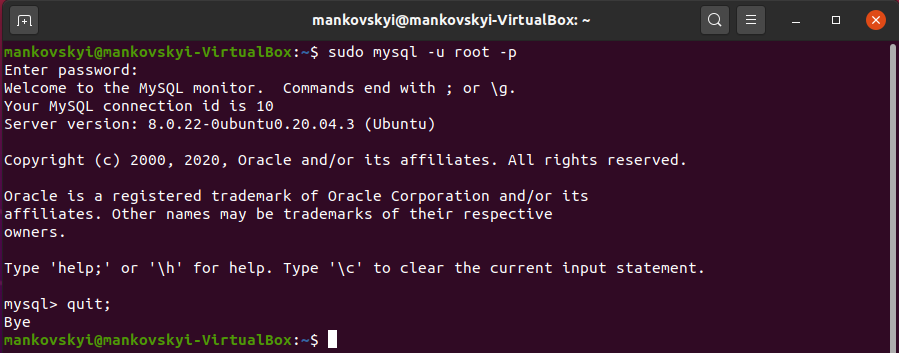 mankovskyi@mankovskyi-VirtualBox: ~
mankovskyi@mankovskyi-VirtualBox:~$ sudo mysql -u root -p
Enter password:
Welcome to the MySQL monitor.  Commands end with ; or \g.
Your MySQL connection id is 10
Server version: 8.0.22-0ubuntu0.20.04.3 (Ubuntu)
Copyright (c) 2000, 2020, Oracle and/or its affiliates. All rights reserved.
Oracle is a registered trademark of Oracle Corporation and/or its
affiliates. Other names may be trademarks of their respective
owners.
Type 'help;' or '\h' for help. Type '\c' to clear the current input statement.
mysql> quit;
Bye
mankovskyi@mankovskyi-VirtualBox:~$